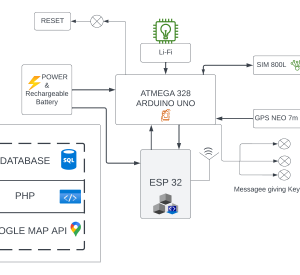 RESET
Li-Fi
SIM 800L
POWER
&
Rechargeable
Battery
ATMEGA 328
ARDUINO UNO
GPS NEO 7m
DATABASE
SQL
ESP 32
PHP
Messagee giving Key
OGLE MAP API